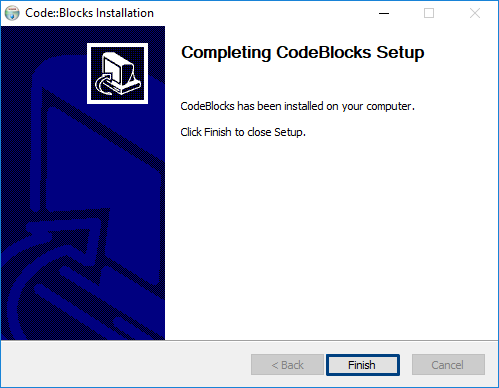 Code::Blocks Installation
Completing CodeBlocks Setup
CodeBlocks has been installed on your computer.
Click Finish to close Setup.
< Back
Finish
Cancel